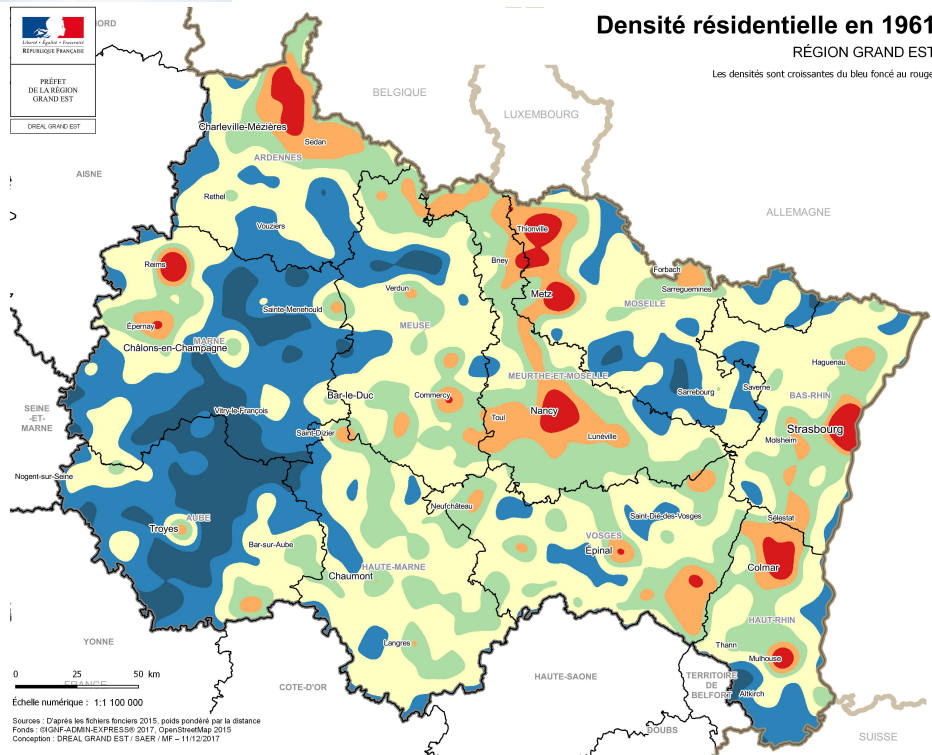 Densité résidentielle en 1961
RÉGION GRAND EST
Les densités sont croissantes du bleu foncé au rouge
Liberté • Égalité • Fraternité
RÉPUBLIQUE FRANÇAISE
PRÉFET
DE LA RÉGION
GRAND EST
DREAL GRAND EST
NORD
BELGIQUE
LUXEMBOURG
Charleville-Mézières
Sedan
ARDENNES
AISNE
Rethel
ALLEMAGNE
Vouziers
Thionville
Reims
Briey
Forbach
Sarreguemines
Verdun
Metz
Sainte-Menehould
MOSELLE
Épernay
MEUSE
MARNE
Châlons-en-Champagne
Haguenau
MEURTHE-ET-MOSELLE
Saverne
Sarrebourg
Bar-le-Duc
Commercy
BAS-RHIN
SEINE
-ET-
MARNE
Vitry-le-François
Nancy
Toul
Strasbourg
Saint-Dizier
Lunéville
Molsheim
Nogent-sur-Seine
Neufchâteau
AUBE
Troyes
Saint-Dié-des-Vosges
Sélestat
VOSGES
Bar-sur-Aube
Épinal
HAUTE-MARNE
Chaumont
Colmar
HAUT-RHIN
YONNE
Langres
Thann
Mulhouse
HAUTE-SAONE
TERRITOIRE
DE
BELFORT
Altkirch
COTE-D'OR
FRANCE
DOUBS
SUISSE
0 25 50 km
Échelle numérique : 1:1 100 000
Sources : D'après les fichiers fonciers 2015, poids pondéré par la distance
Fonds : ©IGNF-ADMIN-EXPRESS® 2017, OpenStreetMap 2015
Conception : DREAL GRAND EST / SAER / MF – 11/12/2017